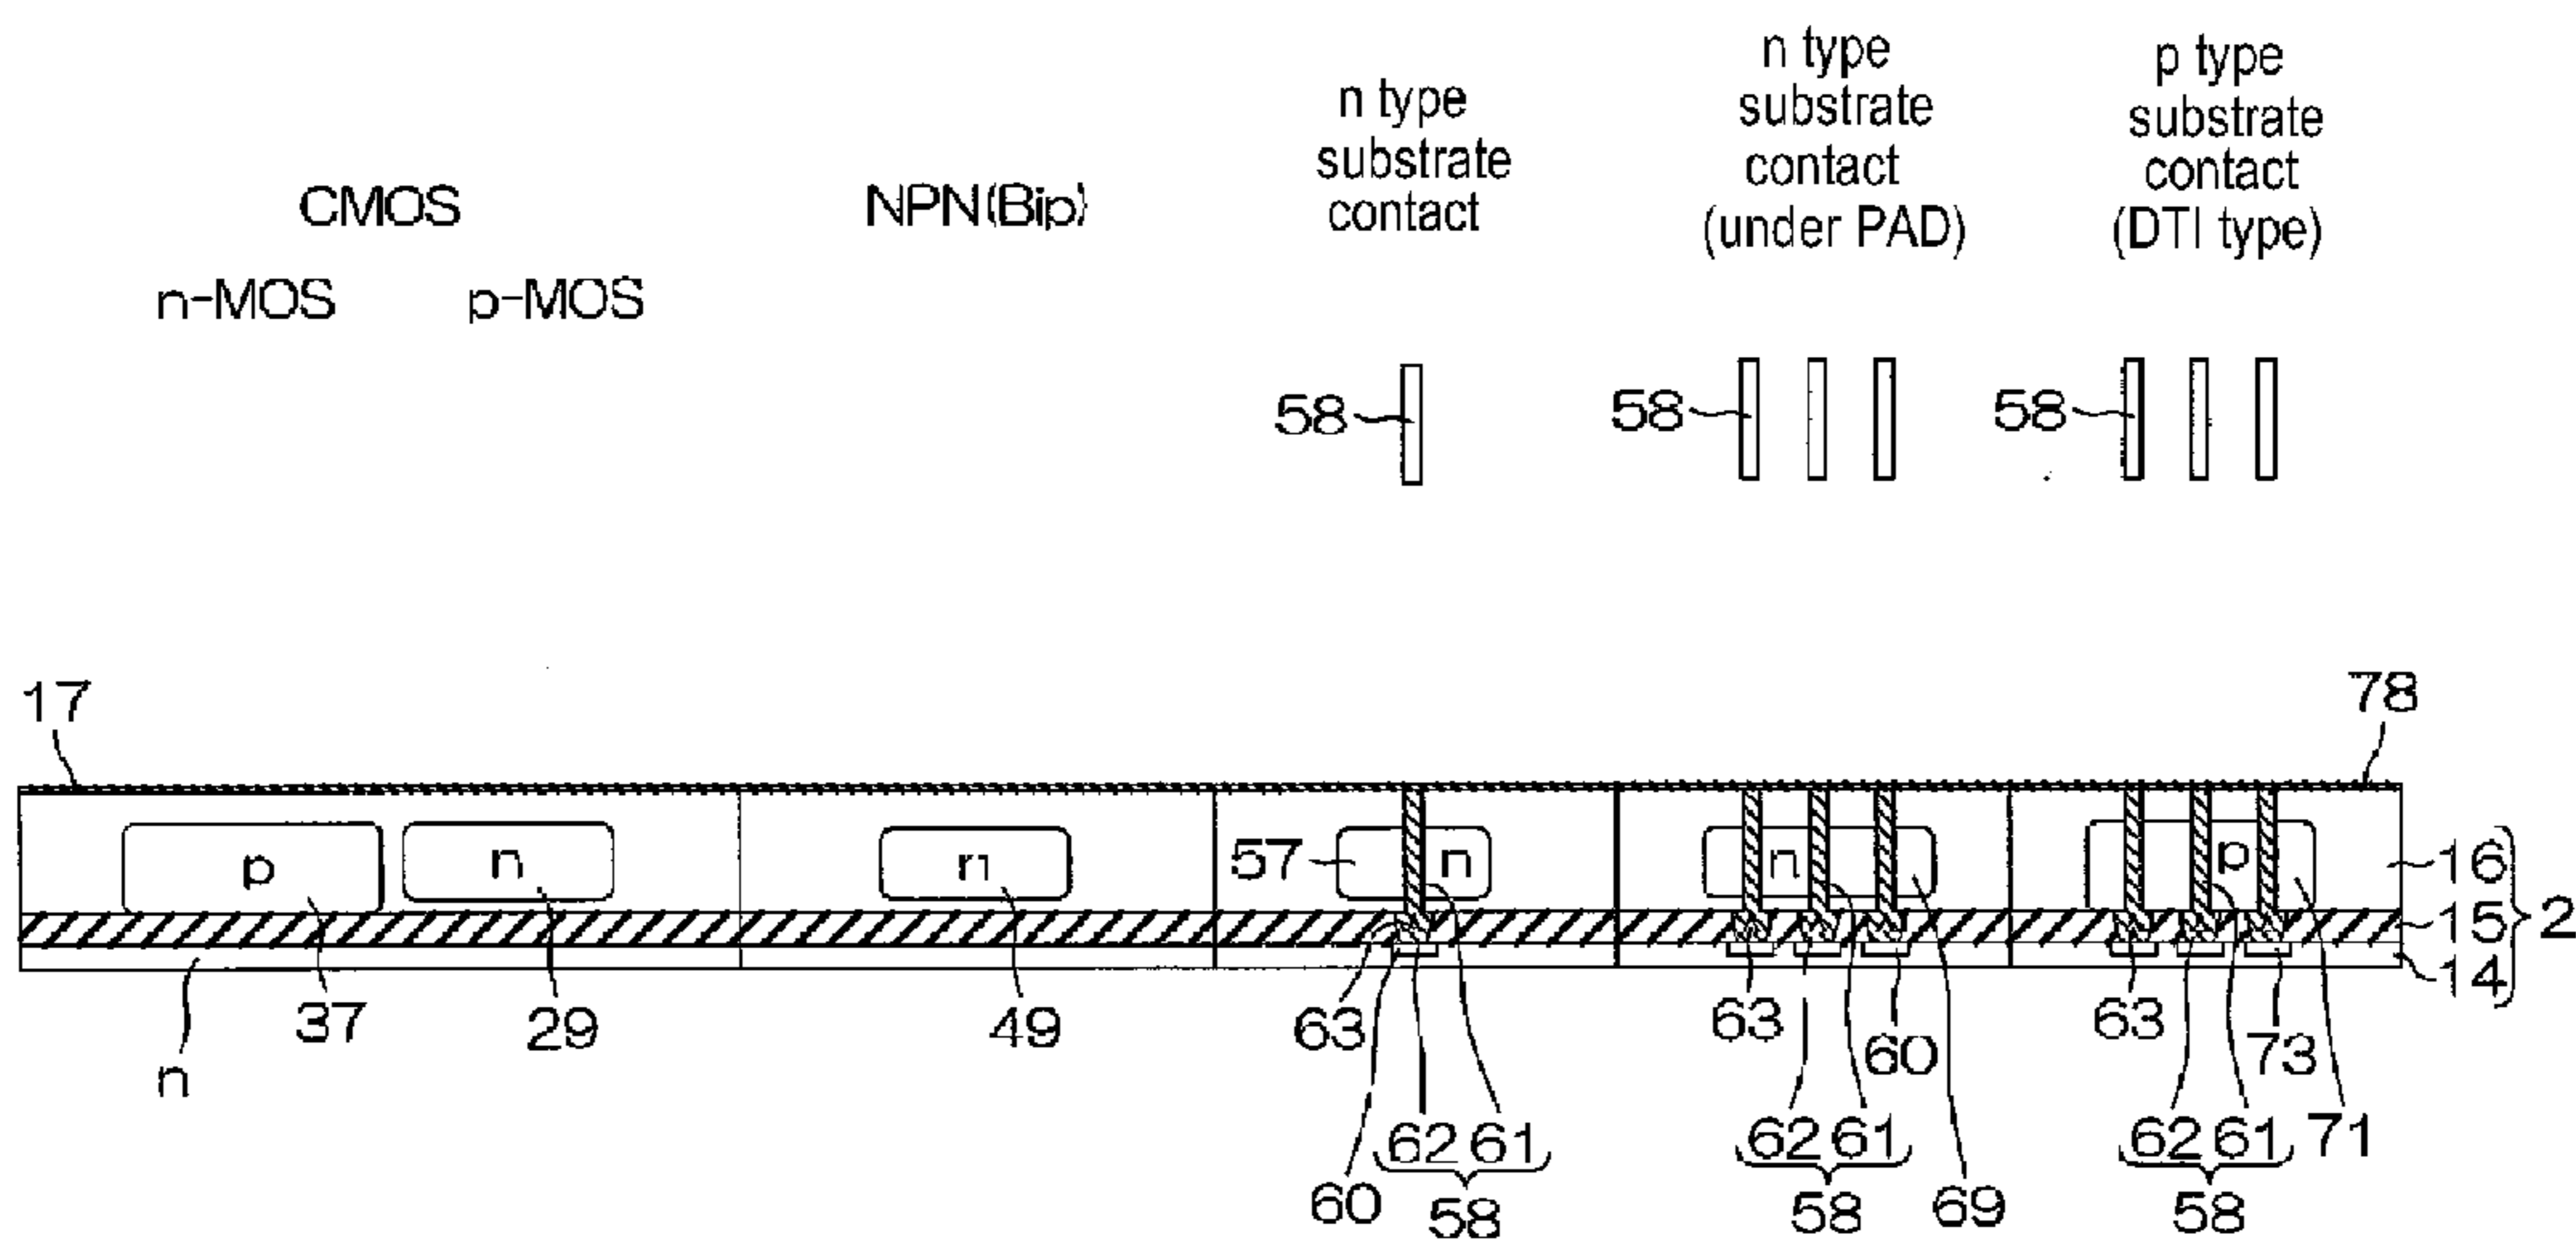 CMOS
n-MOS p-MOS
NPN(Bip)
n type
substrate
contact
n type
substrate
contact
(under PAD)
p type
substrate
contact
(DTI type)
58 58 58
17 78
p n n 57 n n p 16
15 2
14
37 29 49 63 63 60 63 73
n
60 62 61 62 61 69 62 61 71
58 58 58